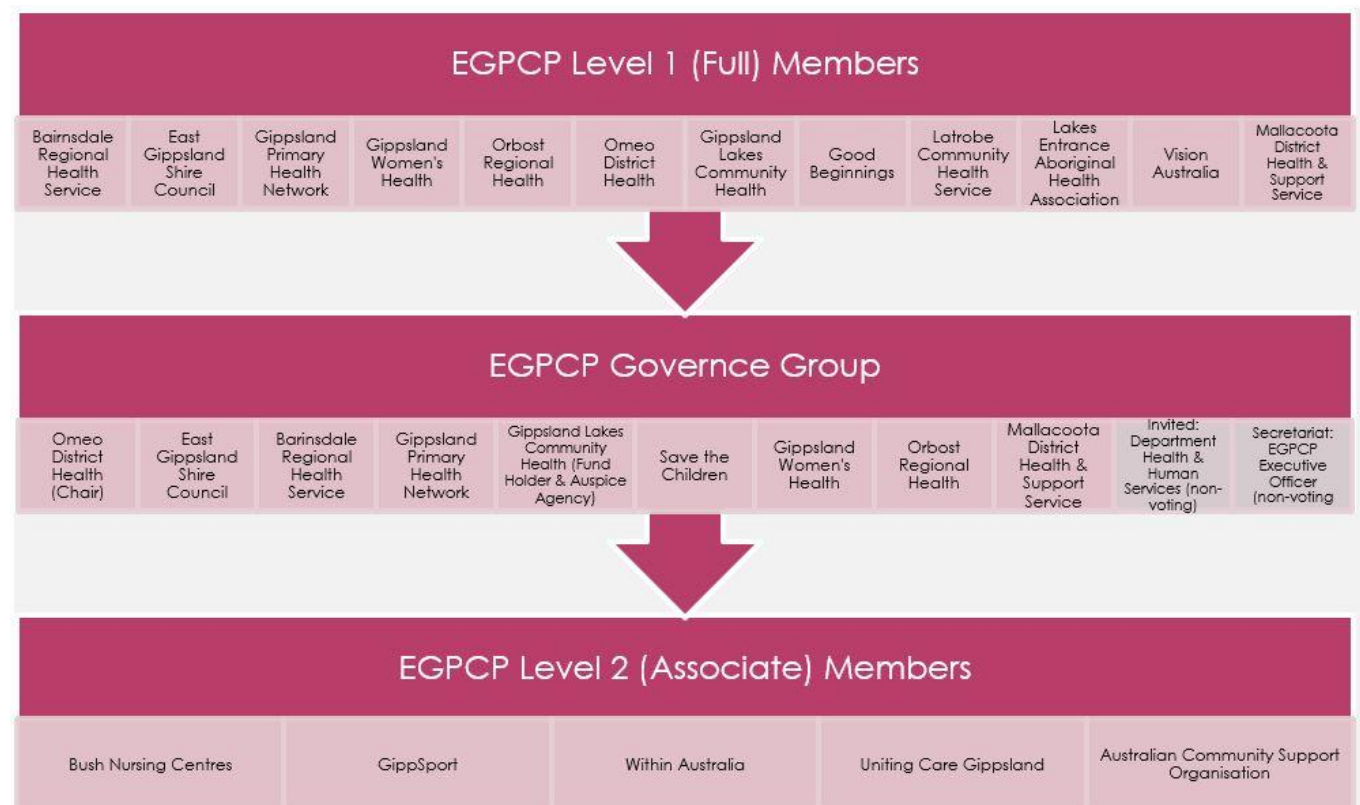 EGPCP Level 1 (Full) Members
Bairnsdale
Regional
Health
Service
East
Gippsland
Shire
Council
Gippsland
Primary
Health
Network
Gippsland
Women's
Health
Orbost
Regional
Health
Omeo
District
Health
Gippsland
Lakes
Community
Health
Good
Beginnings
Latrobe
Community
Health
Service
Lakes
Entrance
Aboriginal
Health
Association
Vision
Australia
Mallacoota
District
Health &
Support
Service
EGPCP Governce Group
Omeo
District
Health
(Chair)
East
Gippsland
Shire
Council
Barinsdale
Regional
Health
Service
Gippsland
Primary
Health
Network
Gippsland Lakes
Community
Health (Fund
Holder & Auspice
Agency)
Save the
Children
Gippsland
Women's
Health
Orbost
Regional
Health
Mallacoota
District
Health &
Support
Service
Invited:
Department
Health &
Human
Services (non-
voting)
Secretariat:
EGPCP
Executive
Officer
(non-voting
EGPCP Level 2 (Associate) Members
Bush Nursing Centres
GippSport
Within Australia
Uniting Care Gippsland
Australian Community Support
Organisation